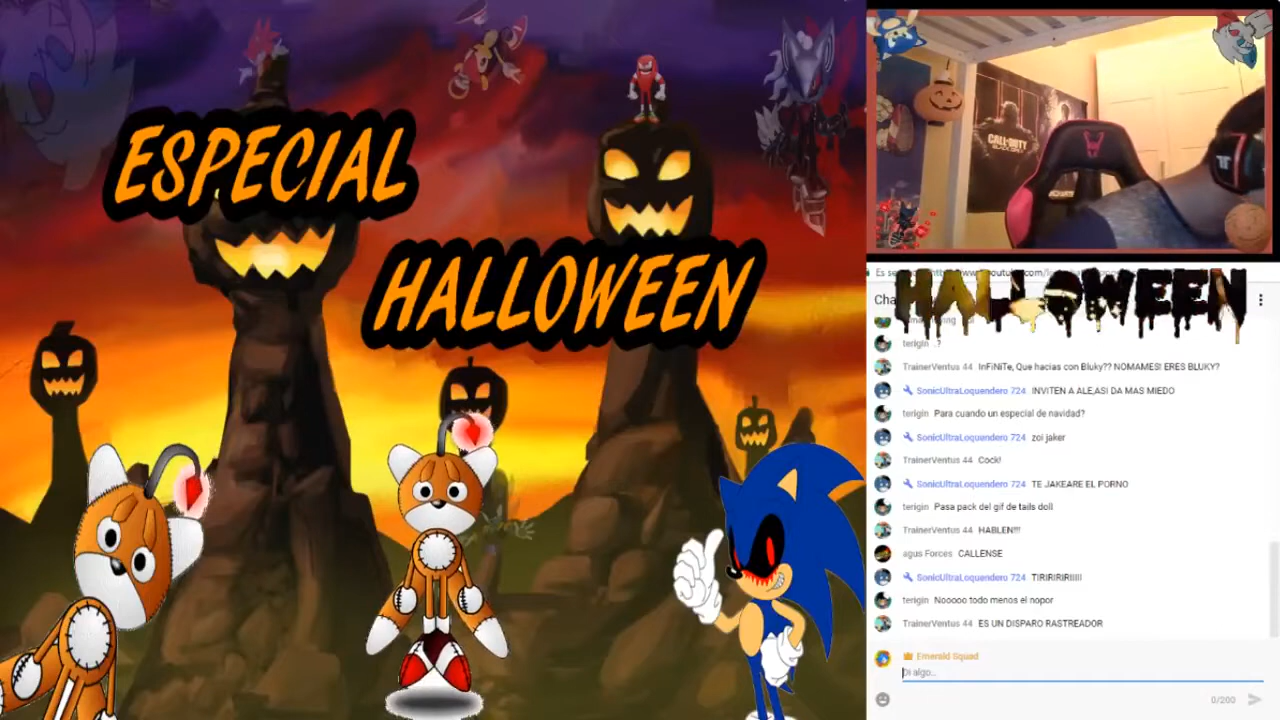 ESPECIAL
HALLOWEEN
CALL DUTY
Es
HALLOWEEN
Cha
terigin .?
TrainerVentus 44 InFiNiTe, Que hacias con Bluky?? NOMAMES! ERES BLUKY?
SonicUltraLoquendero 724 INVITEN A ALE,ASI DA MAS MIEDO
terigin Para cuando un especial de navidad?
SonicUltraLoquendero 724 zoi jaker
TrainerVentus 44 Cock!
SonicUltraLoquendero 724 TE JAKEARE EL PORNO
terigin Pasa pack del gif de tails doll
TrainerVentus 44 HABLEN!!!
agus Forces CALLENSE
SonicUltraLoquendero 724 TIRIRIRIRIIIII
terigin Nooooo todo menos el nopor
TrainerVentus 44 ES UN DISPARO RASTREADOR
Emerald Squad
Di algo...
0/200